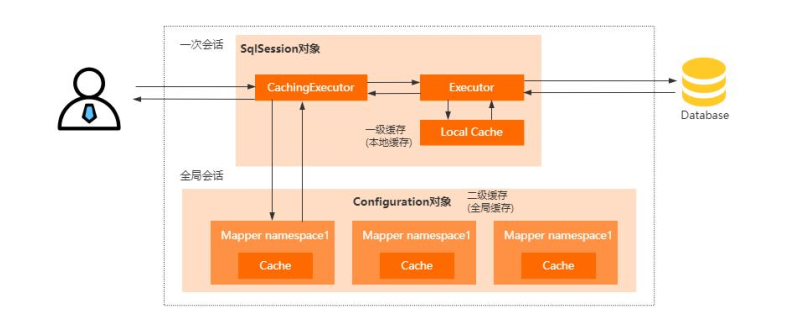 一次会话
SqlSession对象
CachingExecutor
Executor
Database
一级缓存
(本地缓存)
Local Cache
全局会话
Configuration对象
二级缓存
(全局缓存)
Mapper namespace1
Mapper namespace1
Mapper namespace1
Cache
Cache
Cache